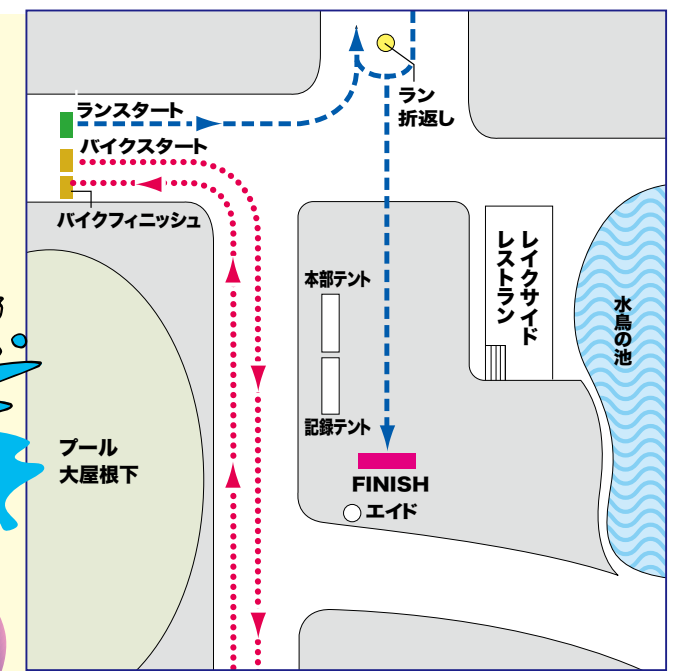 ラン
折返し
ランスタート
バイクスタート
バイクフィニッシュ
レイクサイド
レストラン
水鳥の池
本部テント
記録テント
プール
大屋根下
FINISH
エイド